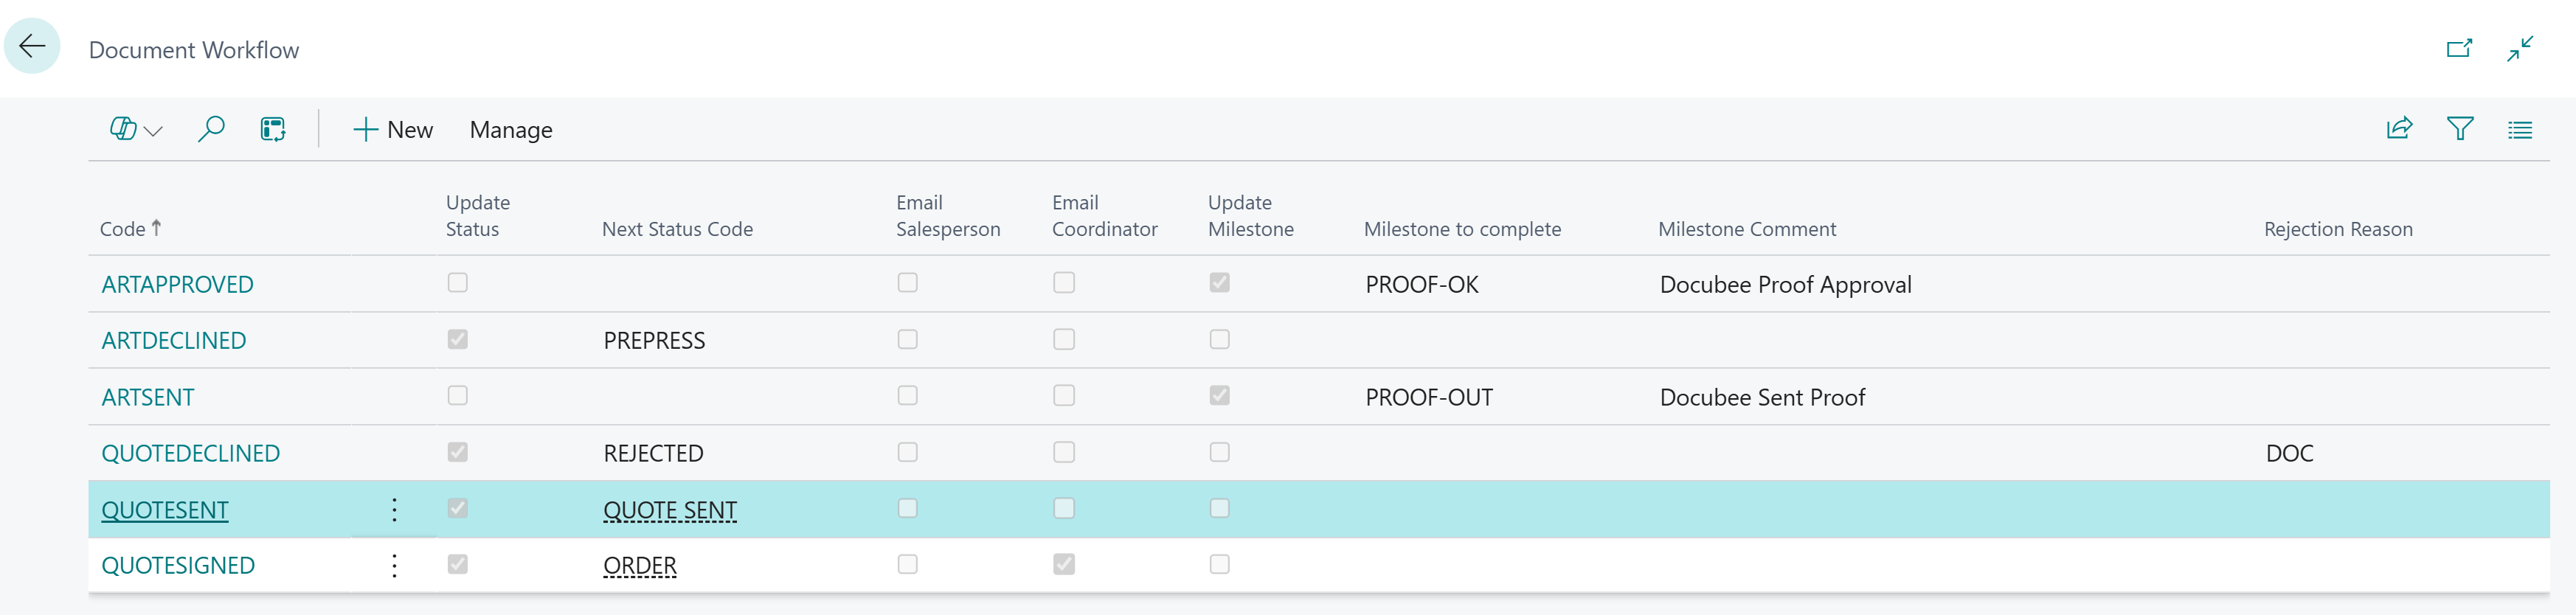 Document Workflow
New Manage
Code Update Status Next Status Code Email Salesperson Email Coordinator Update Milestone Milestone to complete Milestone Comment Rejection Reason
ARTAPPROVED PROOF-OK Docubee Proof Approval
ARTDECLINED PREPRESS
ARTSENT PROOF-OUT Docubee Sent Proof
QUOTEDECLINED REJECTED DOC
QUOTESENT QUOTE SENT
QUOTESIGNED ORDER